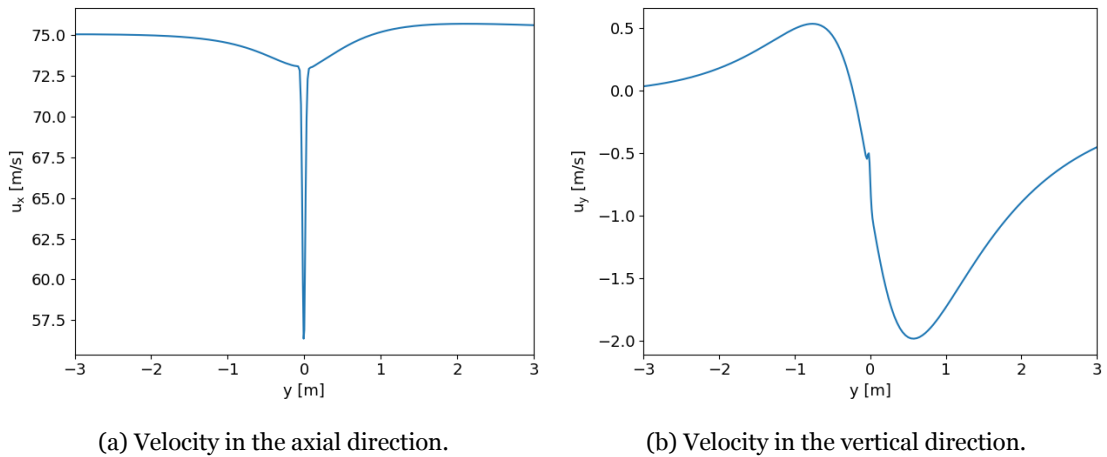 75.0
72.5
70.0
67.5
65.0
62.5
60.0
57.5
u_x [m/s]
−3 −2 −1 0 1 2 3
y [m]
0.5
0.0
−0.5
−1.0
−1.5
−2.0
u_y [m/s]
−3 −2 −1 0 1 2 3
y [m]
(a) Velocity in the axial direction.
(b) Velocity in the vertical direction.